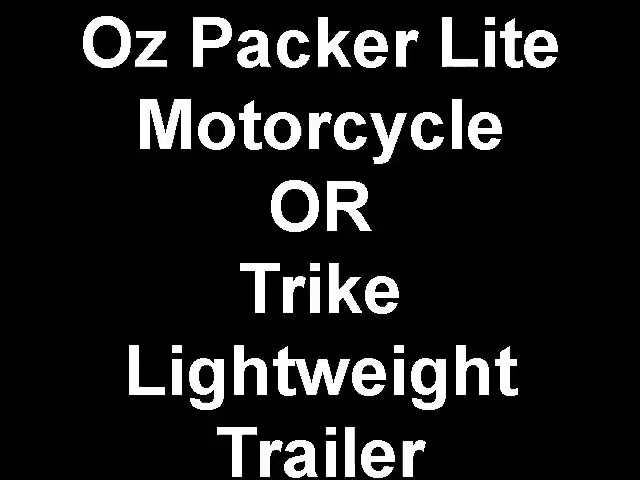 Oz Packer Lite
Motorcycle
OR
Trike
Lightweight
Trailer